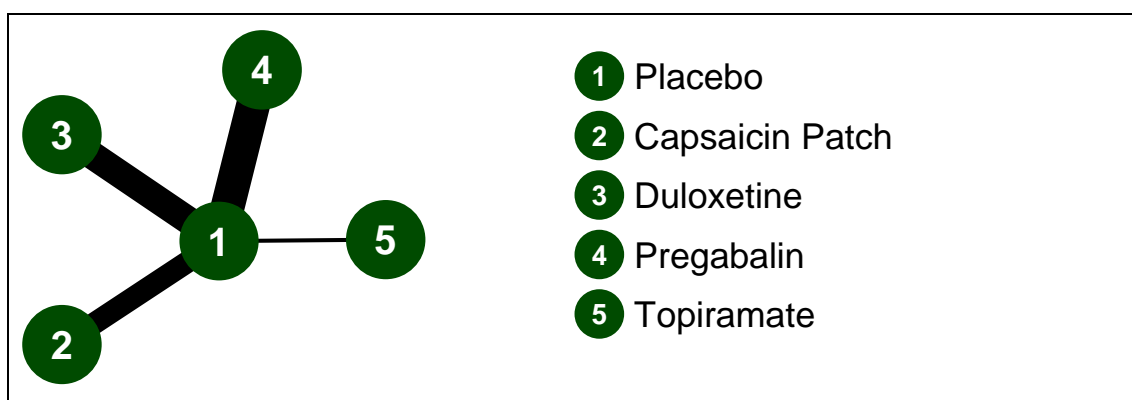 4
3
1
5
2
1 Placebo
2 Capsaicin Patch
3 Duloxetine
4 Pregabalin
5 Topiramate